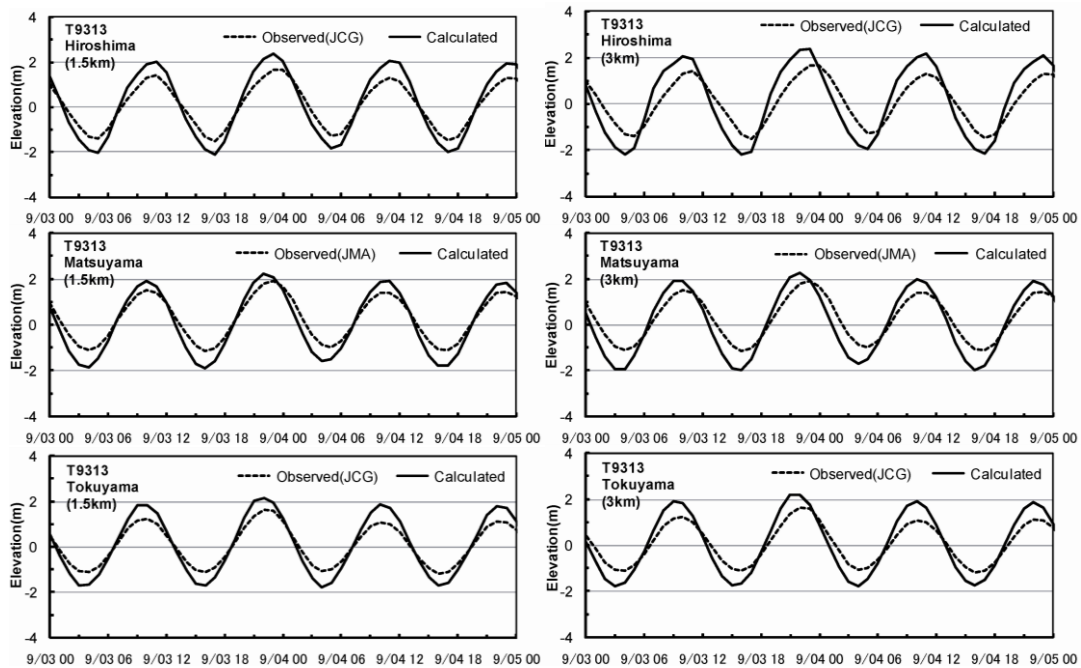 T9313
Hiroshima
(1.5km)
Observed(JCG) Calculated
Elevation(m)
4
2
0
-2
-4
9/03 00 9/03 06 9/03 12 9/03 18 9/04 00 9/04 06 9/04 12 9/04 18 9/05 00
T9313
Hiroshima
(3km)
Observed(JCG) Calculated
Elevation(m)
4
2
0
-2
-4
9/03 00 9/03 06 9/03 12 9/03 18 9/04 00 9/04 06 9/04 12 9/04 18 9/05 00
T9313
Matsuyama
(1.5km)
Observed(JMA) Calculated
Elevation(m)
4
2
0
-2
-4
9/03 00 9/03 06 9/03 12 9/03 18 9/04 00 9/04 06 9/04 12 9/04 18 9/05 00
T9313
Matsuyama
(3km)
Observed(JMA) Calculated
Elevation(m)
4
2
0
-2
-4
9/03 00 9/03 06 9/03 12 9/03 18 9/04 00 9/04 06 9/04 12 9/04 18 9/05 00
T9313
Tokuyama
(1.5km)
Observed(JCG) Calculated
Elevation(m)
4
2
0
-2
-4
9/03 00 9/03 06 9/03 12 9/03 18 9/04 00 9/04 06 9/04 12 9/04 18 9/05 00
T9313
Tokuyama
(3km)
Observed(JCG) Calculated
Elevation(m)
4
2
0
-2
-4
9/03 00 9/03 06 9/03 12 9/03 18 9/04 00 9/04 06 9/04 12 9/04 18 9/05 00